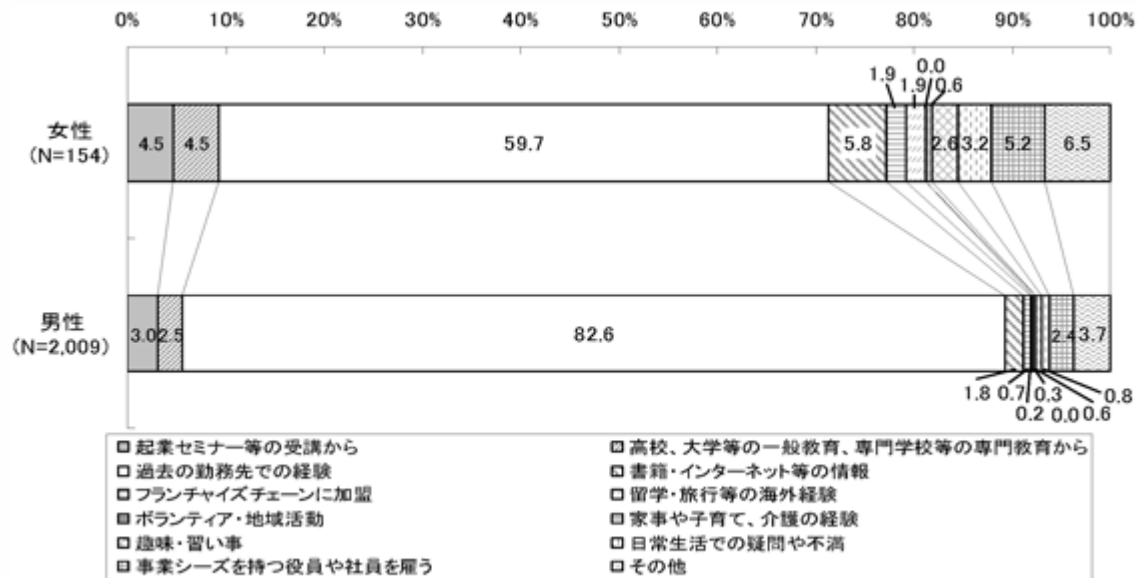 0% 10% 20% 30% 40% 50% 60% 70% 80% 90% 100%
1.9 1.9 0.0 0.6
女性
(N=154)
4.5 4.5 59.7 5.8 2.6 3.2 5.2 6.5
男性
(N=2,009)
3.0 2.5 82.6 2.4 3.7
1.8 0.7 0.3 0.8
0.2 0.0 0.6
起業セミナー等の受講から 高校、大学等の一般教育、専門学校等の専門教育から
過去の勤務先での経験 書籍・インターネット等の情報
フランチャイズチェーンに加盟 留学・旅行等の海外経験
ボランティア・地域活動 家事や子育て、介護の経験
趣味・習い事 日常生活での疑問や不満
事業シーズを持つ役員や社員を雇う その他